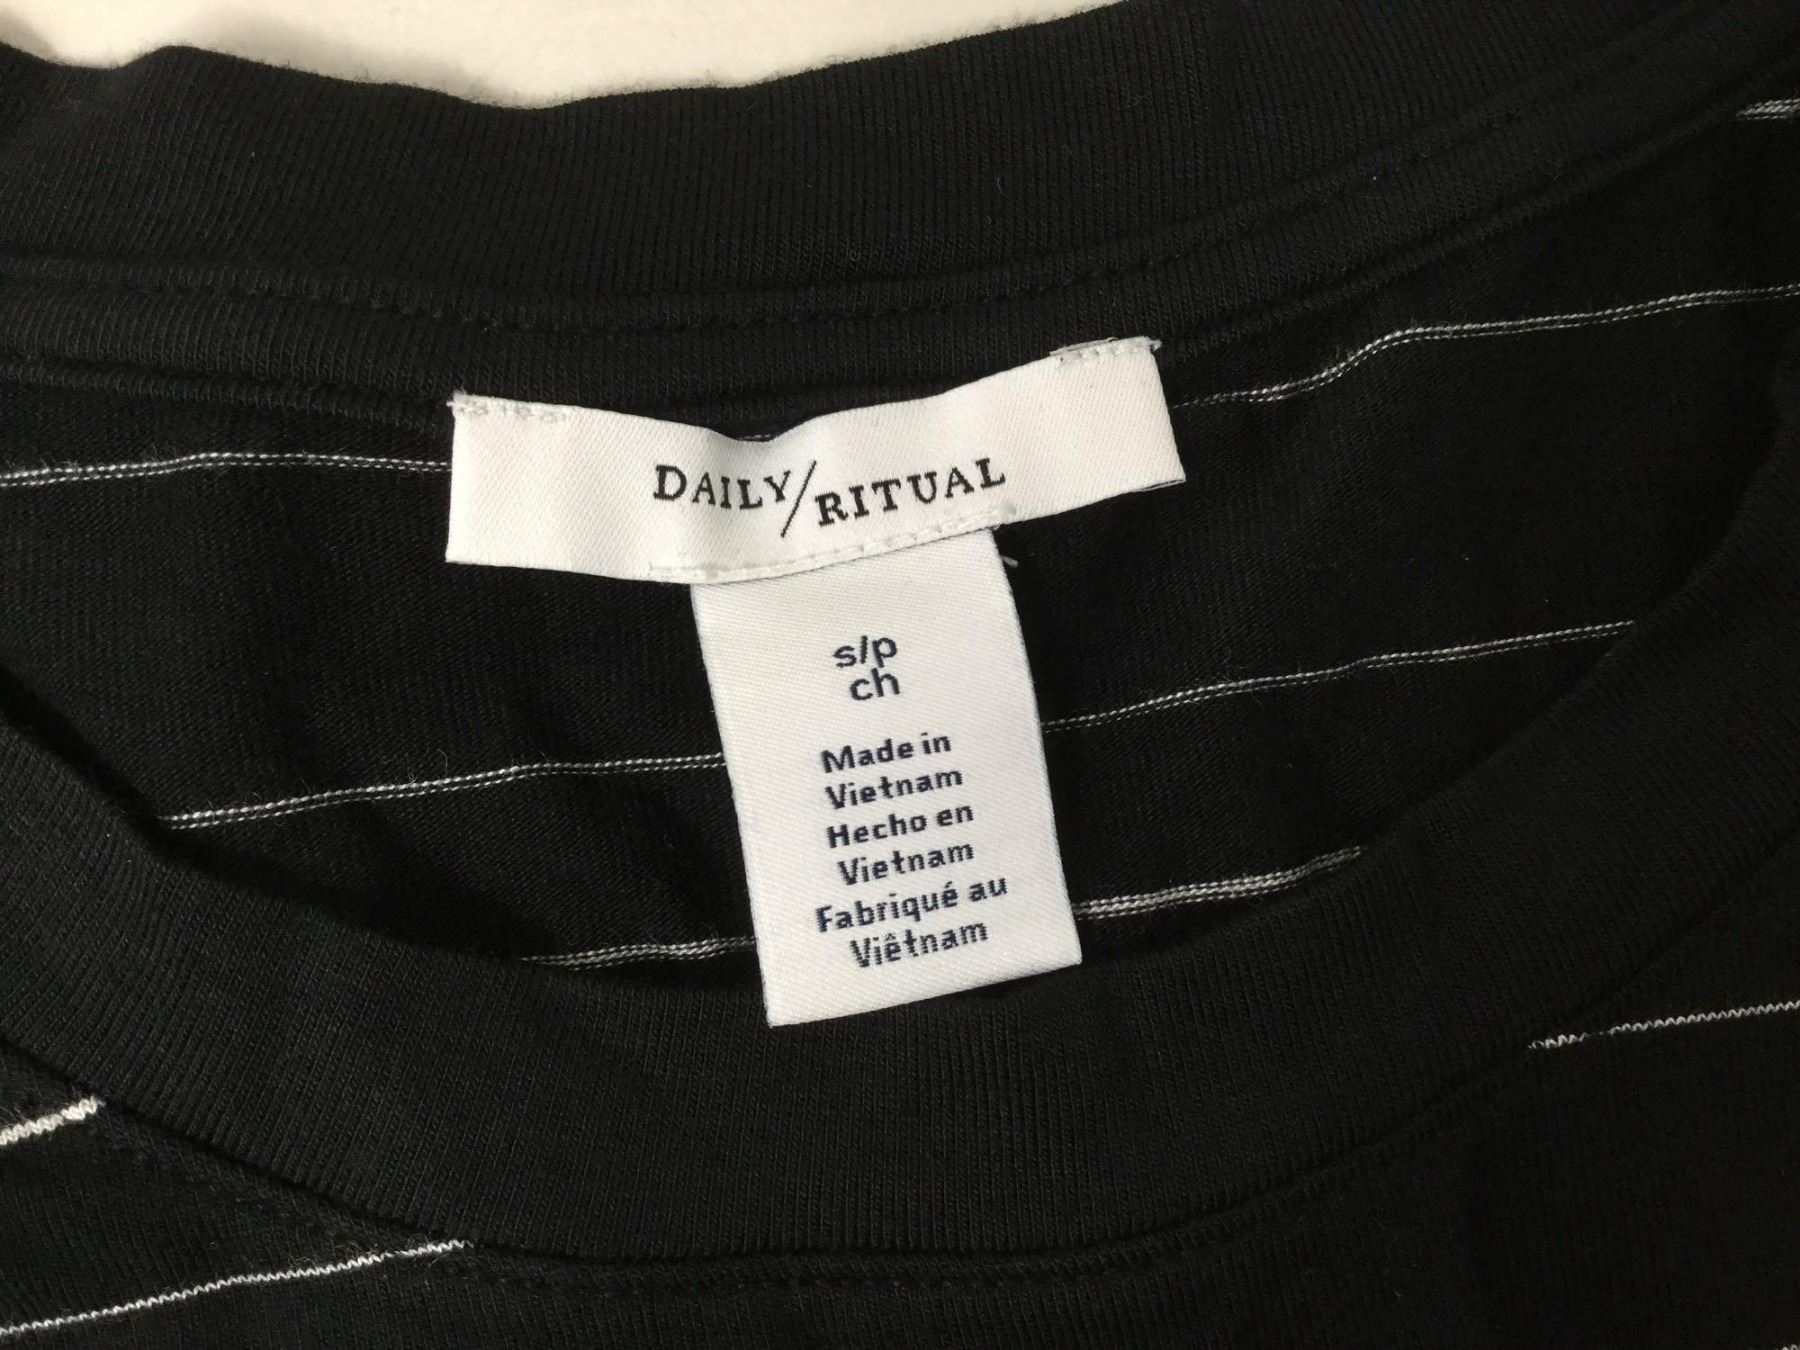 DAILY/RITUAL
s/p
ch
Made in
Vietnam
Hecho en
Vietnam
Fabriqué au
Viêtnam